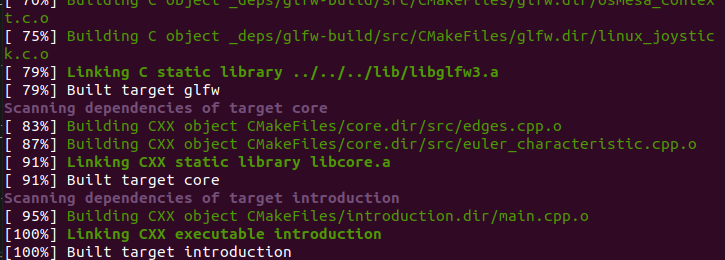 [ 70%] Building C object _deps/glfw-build/src/CMakeFiles/glfw.dir/osmesa_contex
t.c.o
[ 75%] Building C object _deps/glfw-build/src/CMakeFiles/glfw.dir/linux_joystic
k.c.o
[ 79%] Linking C static library ../../../lib/libglfw3.a
[ 79%] Built target glfw
Scanning dependencies of target core
[ 83%] Building CXX object CMakeFiles/core.dir/src/edges.cpp.o
[ 87%] Building CXX object CMakeFiles/core.dir/src/euler_characteristic.cpp.o
[ 91%] Linking CXX static library libcore.a
[ 91%] Built target core
Scanning dependencies of target introduction
[ 95%] Building CXX object CMakeFiles/introduction.dir/main.cpp.o
[100%] Linking CXX executable introduction
[100%] Built target introduction